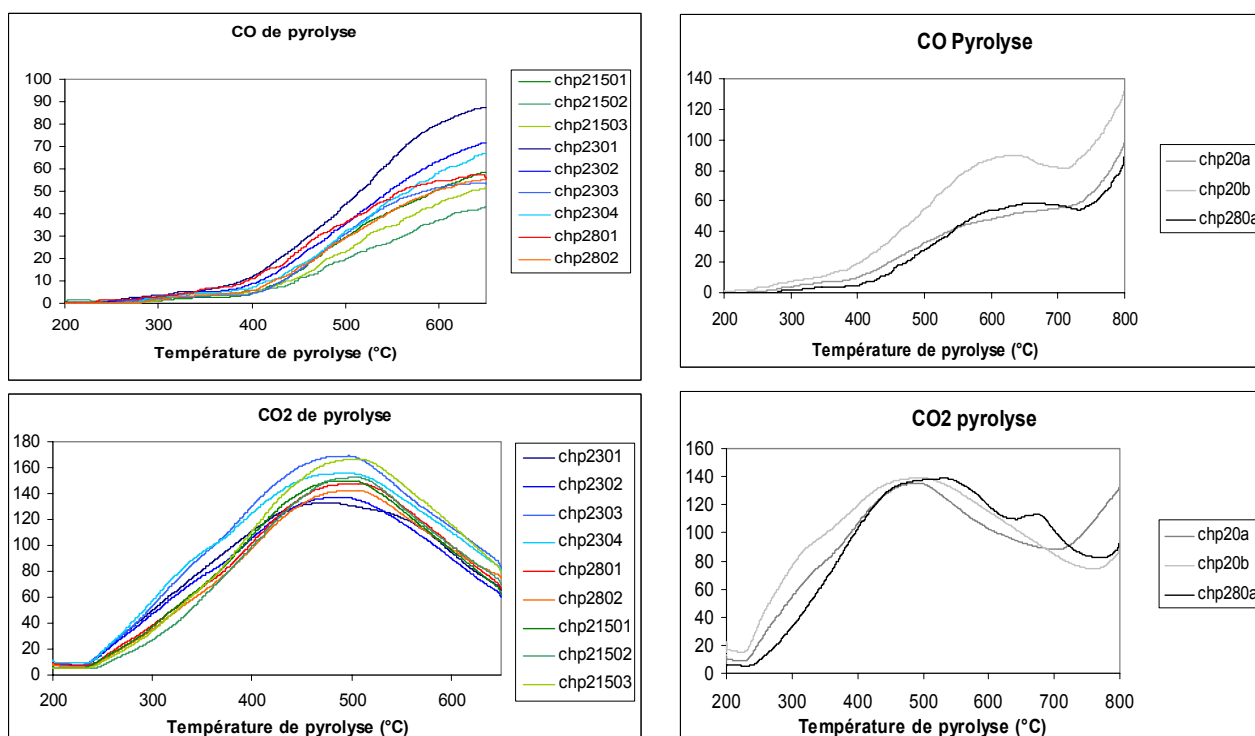 CO de pyrolyse
100
90
80
70
60
50
40
30
20
10
0
200 300 400 500 600
Température de pyrolyse (°C)
chp21501
chp21502
chp21503
chp2301
chp2302
chp2303
chp2304
chp2801
chp2802
CO Pyrolyse
140
120
100
80
60
40
20
0
200 300 400 500 600 700 800
Température de pyrolyse (°C)
chp20a
chp20b
chp280a
CO2 de pyrolyse
180
160
140
120
100
80
60
40
20
0
200 300 400 500 600
Température de pyrolyse (°C)
chp2301
chp2302
chp2303
chp2304
chp2801
chp2802
chp21501
chp21502
chp21503
CO2 pyrolyse
160
140
120
100
80
60
40
20
0
200 300 400 500 600 700 800
Température de pyrolyse (°C)
chp20a
chp20b
chp280a